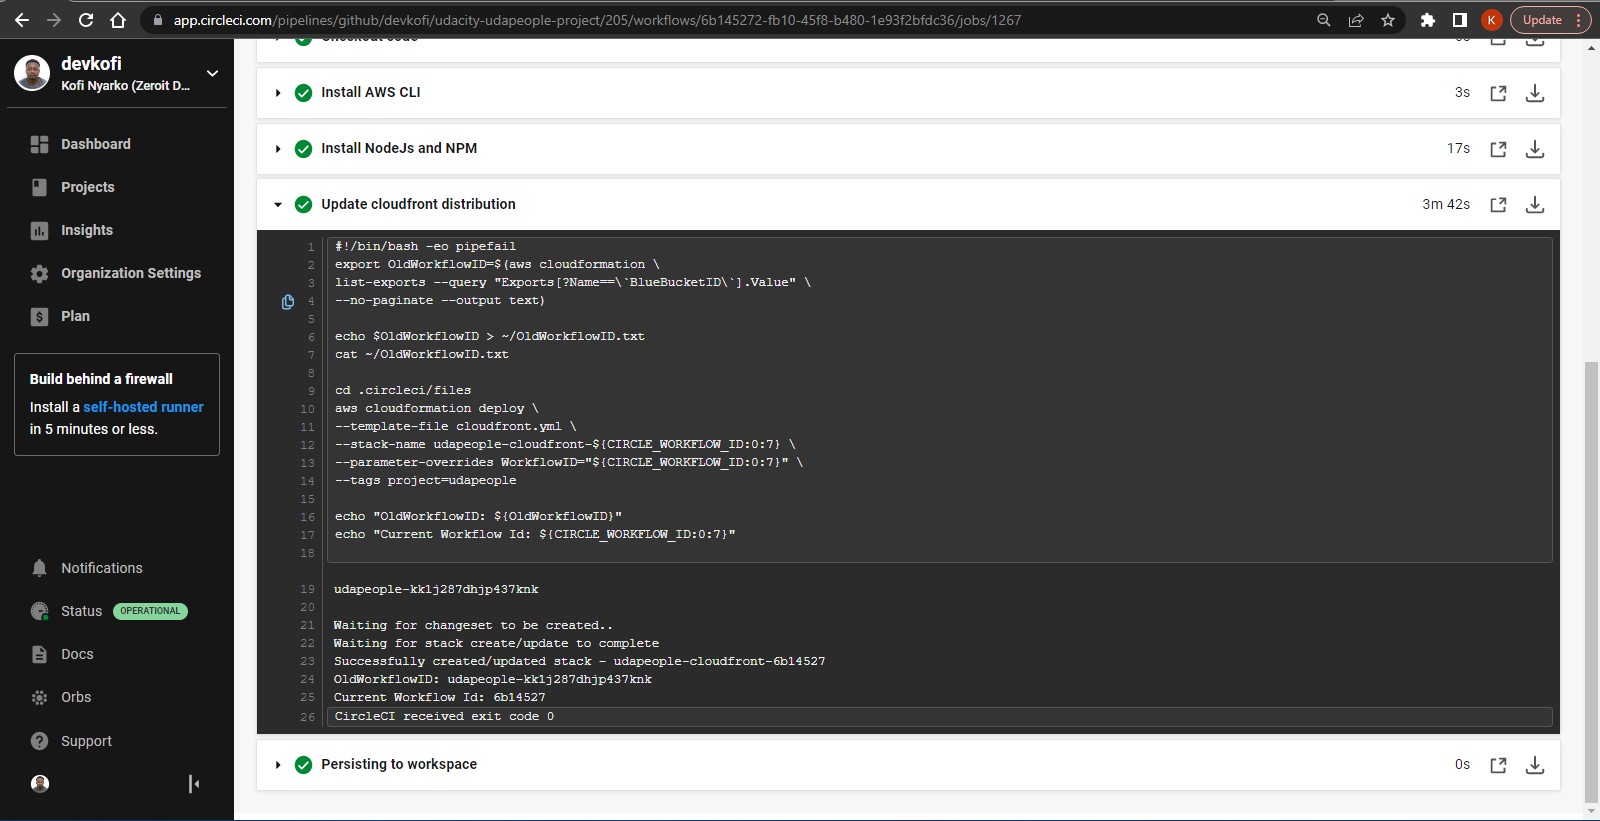 app.circleci.com/pipelines/github/devkofi/udacity-udapeople-project/205/workflows/6b145272-fb10-45f8-b480-1e93f2bfdc36/jobs/1267
K
Update
devkofi
Kofi Nyarko (Zeroit D...
Dashboard
Projects
Insights
Organization Settings
Plan
Build behind a firewall
Install a self-hosted runner
in 5 minutes or less.
Notifications
Status OPERATIONAL
Docs
Orbs
Support
Checkout code
Install AWS CLI 3s
Install NodeJs and NPM 17s
Update cloudfront distribution 3m 42s
1 #!/bin/bash -eo pipefail
2 export OldWorkflowID=$(aws cloudformation \
3 list-exports --query "Exports[?Name==\`BlueBucketID\`].Value" \
4 --no-paginate --output text)
5
6 echo $OldWorkflowID > ~/OldWorkflowID.txt
7 cat ~/OldWorkflowID.txt
8
9 cd .circleci/files
10 aws cloudformation deploy \
11 --template-file cloudfront.yml \
12 --stack-name udapeople-cloudfront-${CIRCLE_WORKFLOW_ID:0:7} \
13 --parameter-overrides WorkflowID="${CIRCLE_WORKFLOW_ID:0:7}" \
14 --tags project=udapeople
15
16 echo "OldWorkflowID: ${OldWorkflowID}"
17 echo "Current Workflow Id: ${CIRCLE_WORKFLOW_ID:0:7}"
18
19 udapeople-kk1j287dhjp437knk
20
21 Waiting for changeset to be created..
22 Waiting for stack create/update to complete
23 Successfully created/updated stack - udapeople-cloudfront-6b14527
24 OldWorkflowID: udapeople-kk1j287dhjp437knk
25 Current Workflow Id: 6b14527
26 CircleCI received exit code 0
Persisting to workspace 0s